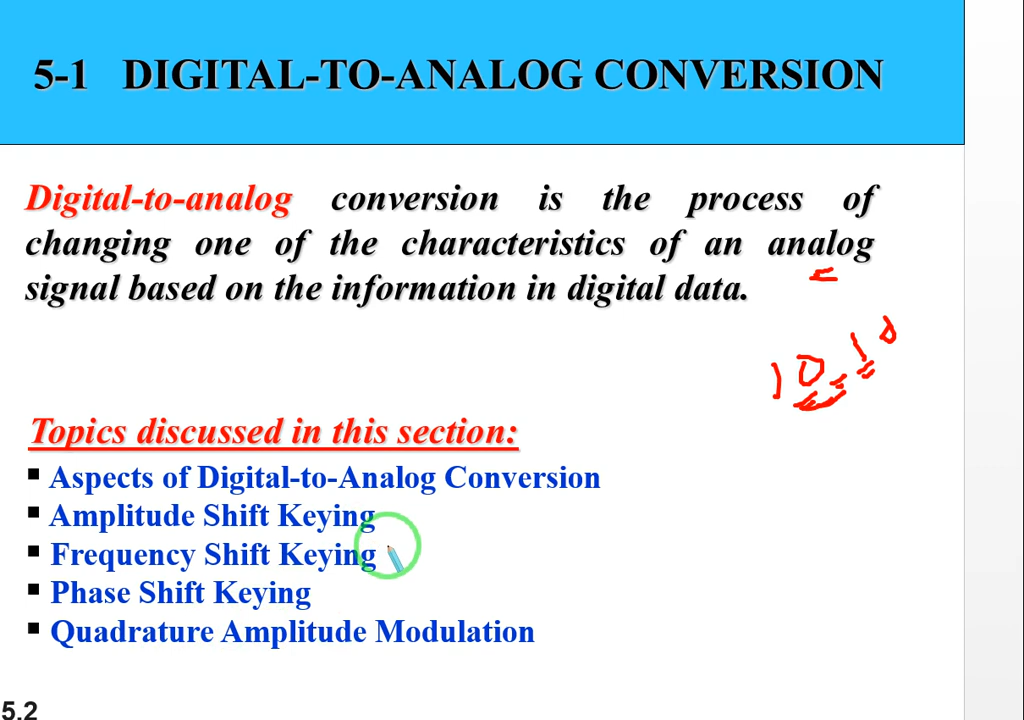 5-1 DIGITAL-TO-ANALOG CONVERSION
Digital-to-analog conversion is the process of
changing one of the characteristics of an analog
signal based on the information in digital data.
10 10
Topics discussed in this section:
▪ Aspects of Digital-to-Analog Conversion
▪ Amplitude Shift Keying
▪ Frequency Shift Keying
▪ Phase Shift Keying
▪ Quadrature Amplitude Modulation
5.2